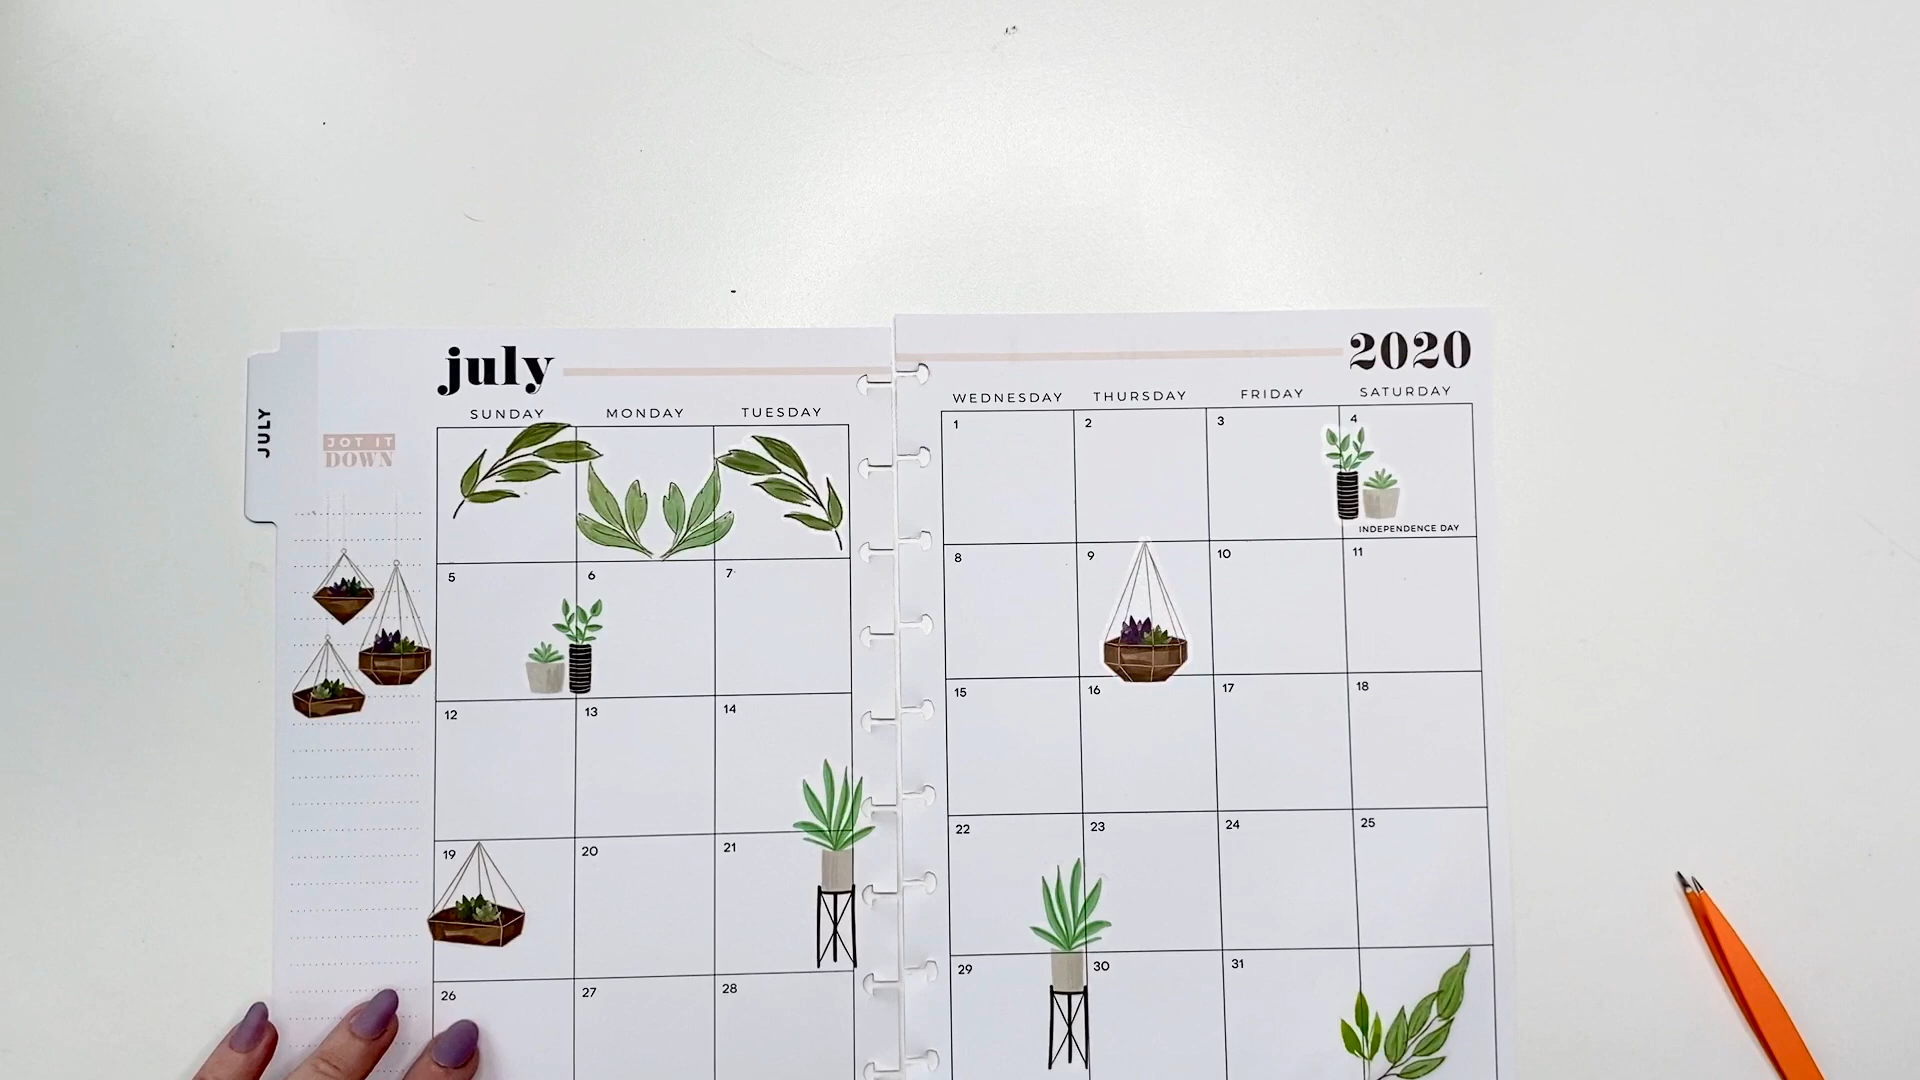 july
2020
JULY
JOT IT
DOWN
SUNDAY MONDAY TUESDAY WEDNESDAY THURSDAY FRIDAY SATURDAY
1 2 3 4
INDEPENDENCE DAY
5 6 7 8 9 10 11
12 13 14 15 16 17 18
19 20 21 22 23 24 25
26 27 28 29 30 31